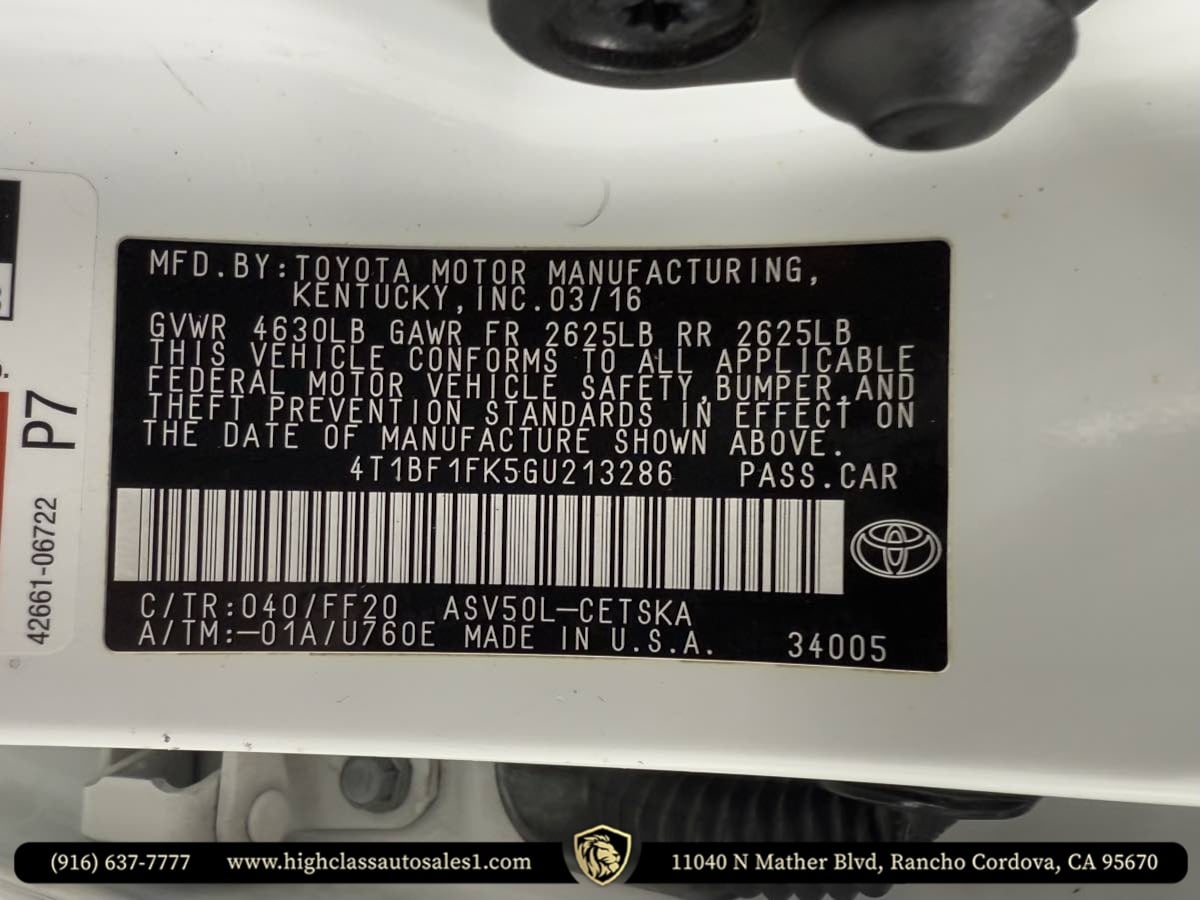 MFD.BY:TOYOTA MOTOR MANUFACTURING,
KENTUCKY,INC.03/16
GVWR 4630LB GAWR FR 2625LB RR 2625LB
THIS VEHICLE CONFORMS TO ALL APPLICABLE
FEDERAL MOTOR VEHICLE SAFETY,BUMPER,AND
THEFT PREVENTION STANDARDS IN EFFECT ON
THE DATE OF MANUFACTURE SHOWN ABOVE.
4T1BF1FK5GU213286 PASS.CAR
C/TR:040/FF20 ASV50L-CETSKA
A/TM:-01A/U760E MADE IN U.S.A. 34005
P7
42661-06722
(916) 637-7777 www.highclassautosales1.com 11040 N Mather Blvd, Rancho Cordova, CA 95670